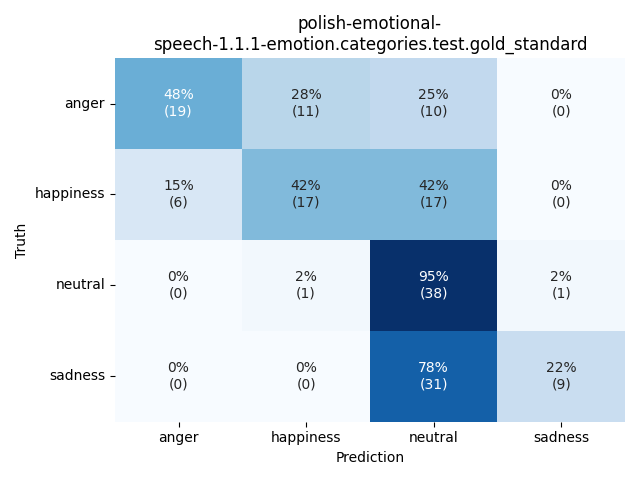 polish-emotional-
speech-1.1.1-emotion.categories.test.gold_standard
anger 48% 28% 25% 0%
(19) (11) (10) (0)
happiness 15% 42% 42% 0%
(6) (17) (17) (0)
neutral 0% 2% 95% 2%
(0) (1) (38) (1)
sadness 0% 0% 78% 22%
(0) (0) (31) (9)
Truth
anger happiness neutral sadness
Prediction